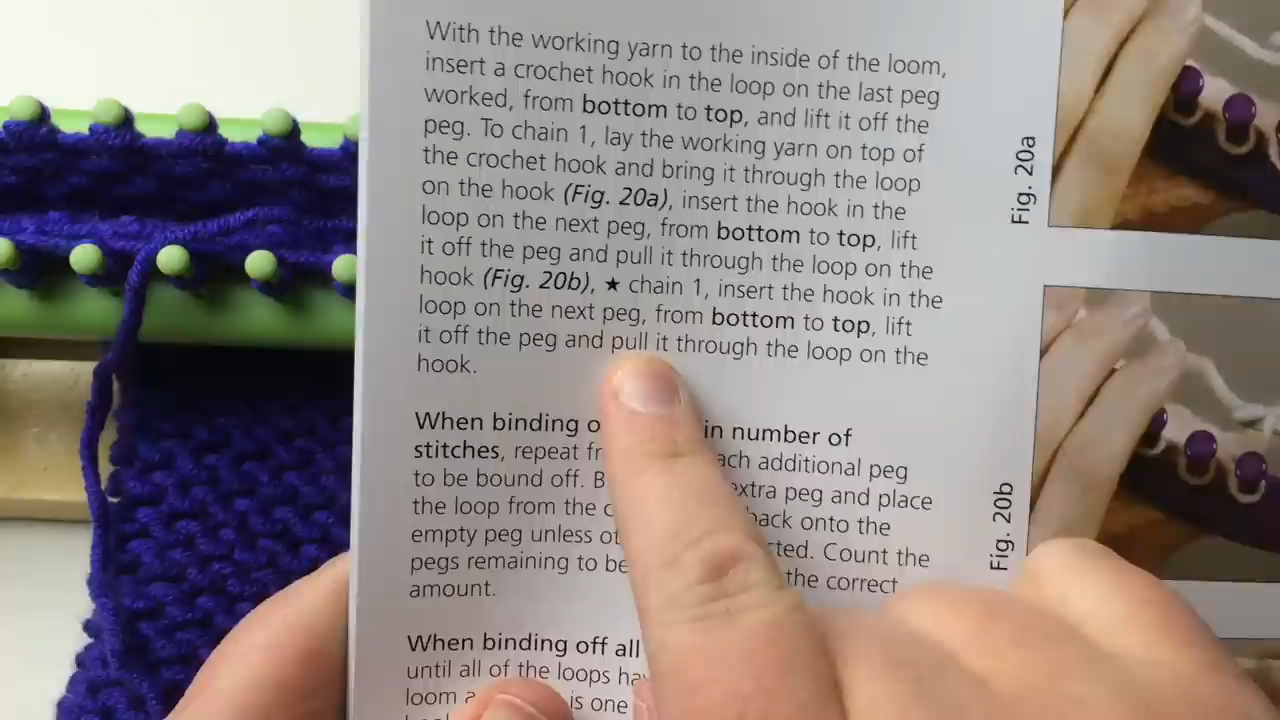 With the working yarn to the inside of the loom,
insert a crochet hook in the loop on the last peg
worked, from bottom to top, and lift it off the
peg. To chain 1, lay the working yarn on top of
the crochet hook and bring it through the loop
on the hook (Fig. 20a), insert the hook in the
loop on the next peg, from bottom to top, lift
it off the peg and pull it through the loop on the
hook (Fig. 20b), ★ chain 1, insert the hook in the
loop on the next peg, from bottom to top, lift
it off the peg and pull it through the loop on the
hook.
When binding in number of
stitches, repeat additional peg
to be bound off. extra peg and place
the loop from the back onto the
empty peg unless Count the
pegs remaining to be the correct
amount.
When binding off all
until all of the loops
loom is one
Fig. 20a
Fig. 20b